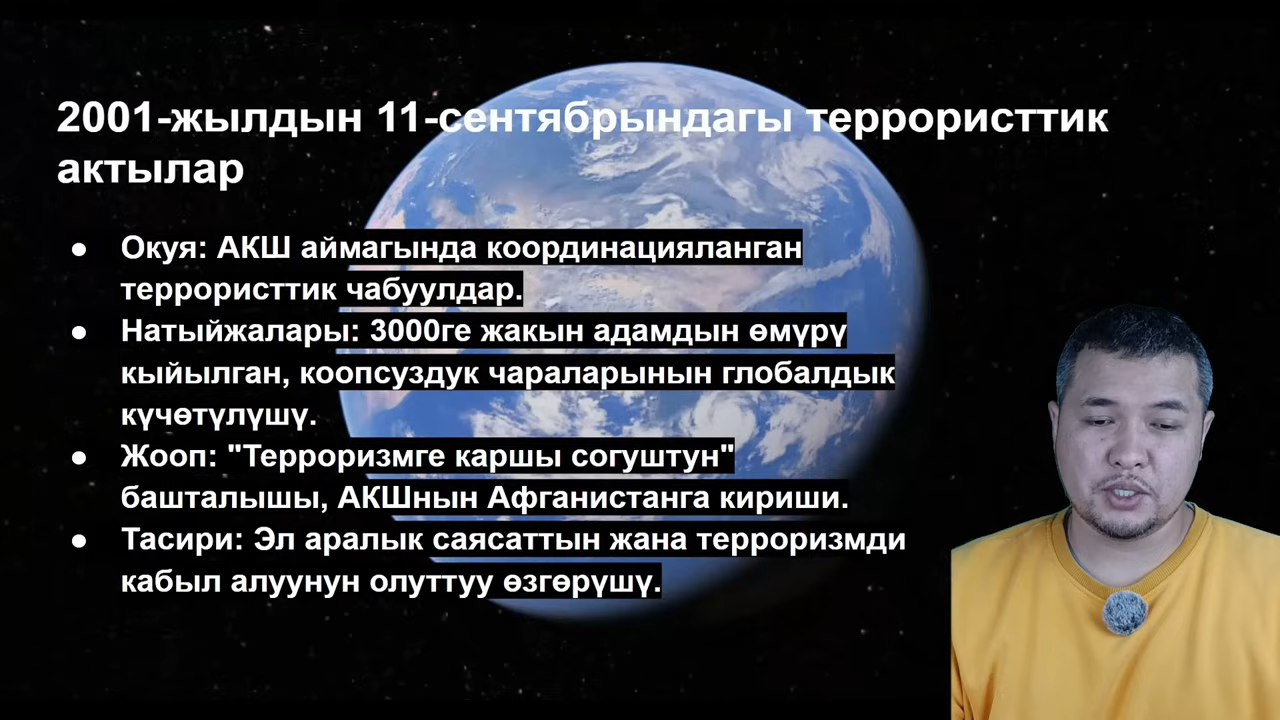 2001-жылдын 11-сентябрындагы террористтик
актылар
● Окуя: АКШ аймагында координацияланган
террористтик чабуулдар.
● Натыйжалары: 3000ге жакын адамдын өмүрү
кыйылган, коопсуздук чараларынын глобалдык
күчөтүлүшү.
● Жооп: "Терроризмге каршы согуштун"
башталышы, АКШнын Афганистанга кириши.
● Тасири: Эл аралык саясаттын жана терроризмди
кабыл алуунун олуттуу өзгөрүшү.